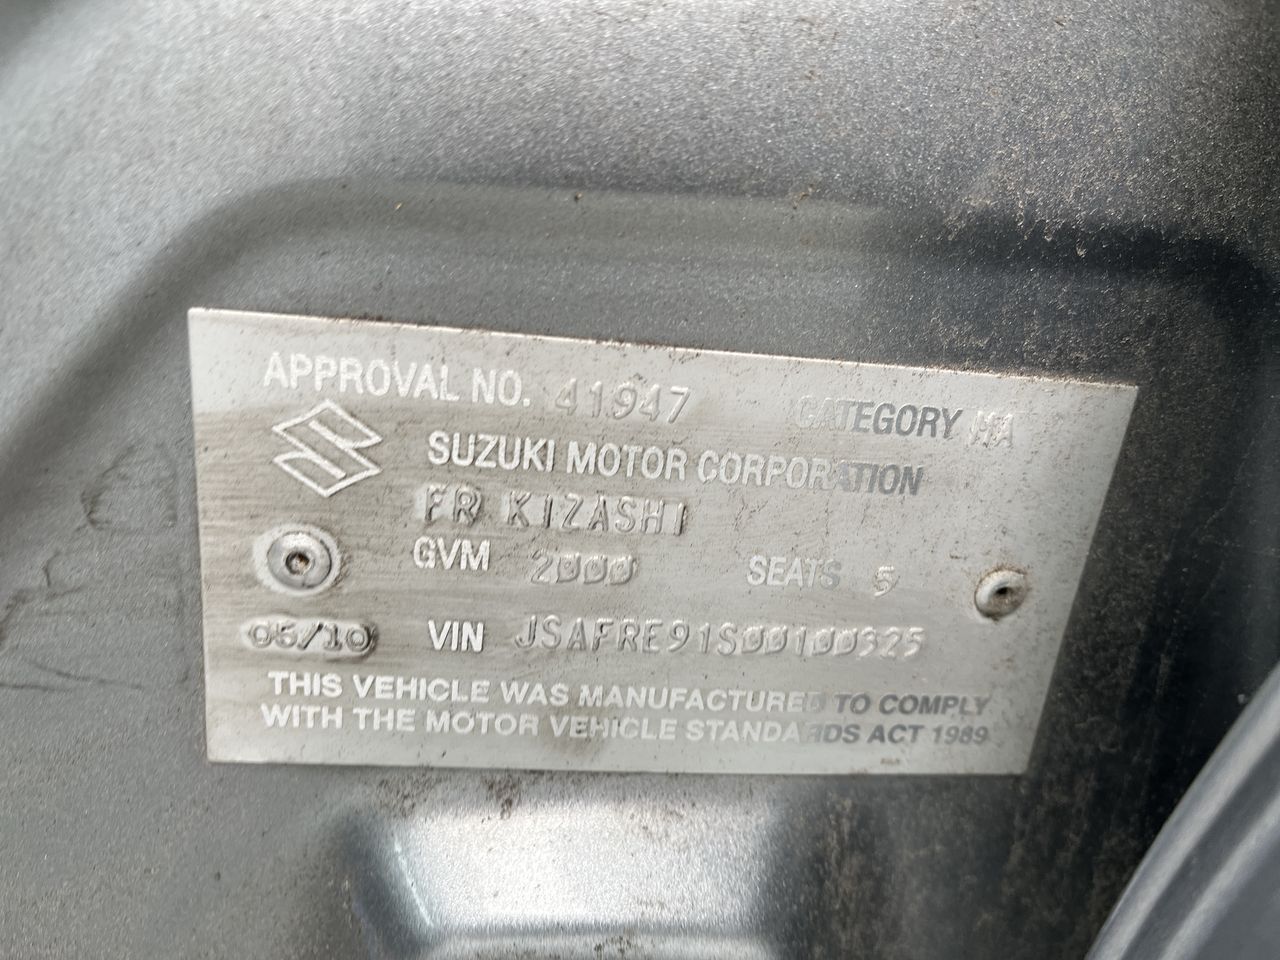 APPROVAL NO. 41947 CATEGORY MA
SUZUKI MOTOR CORPORATION
FR KIZASHI
GVM 2000 SEATS 5
05/10 VIN JSAFRE91S00100325
THIS VEHICLE WAS MANUFACTURED TO COMPLY
WITH THE MOTOR VEHICLE STANDARDS ACT 1989